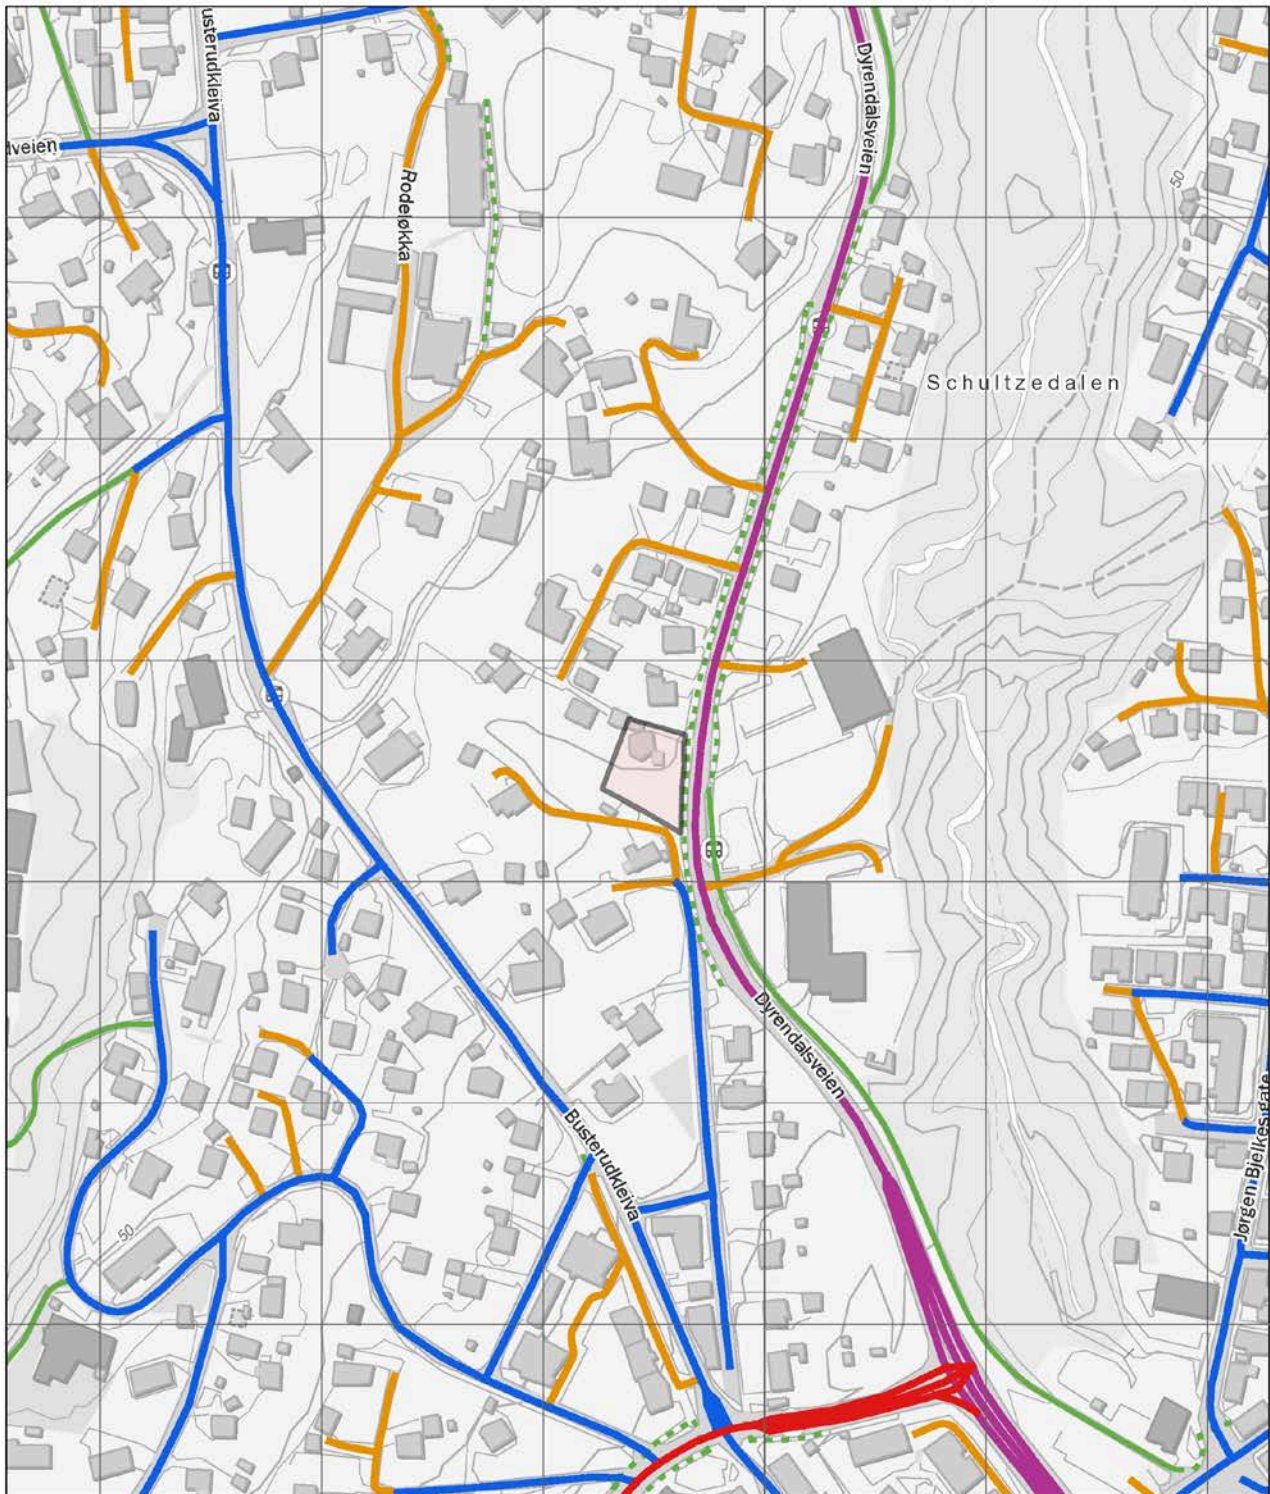 usterudkleiva
Dyrendalsveien
dveien
Rodeløkka
50
Schultzedalen
Dyrendalsveien
Busterudkleiva
Jørgen Bjelkes gate
50